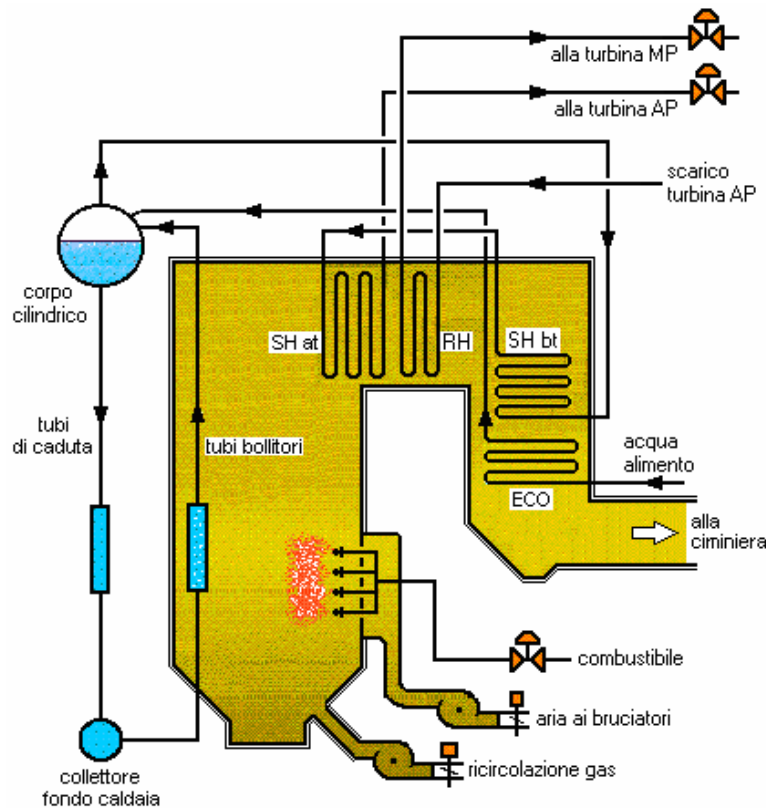 alla turbina MP
alla turbina AP
scarico
turbina AP
corpo
cilindrico
SH at
RH
SH bt
tubi
di caduta
tubi bollitori
acqua
alimento
ECO
alla
ciminiera
combustibile
aria ai bruciatori
ricircolazione gas
collettore
fondo caldaia